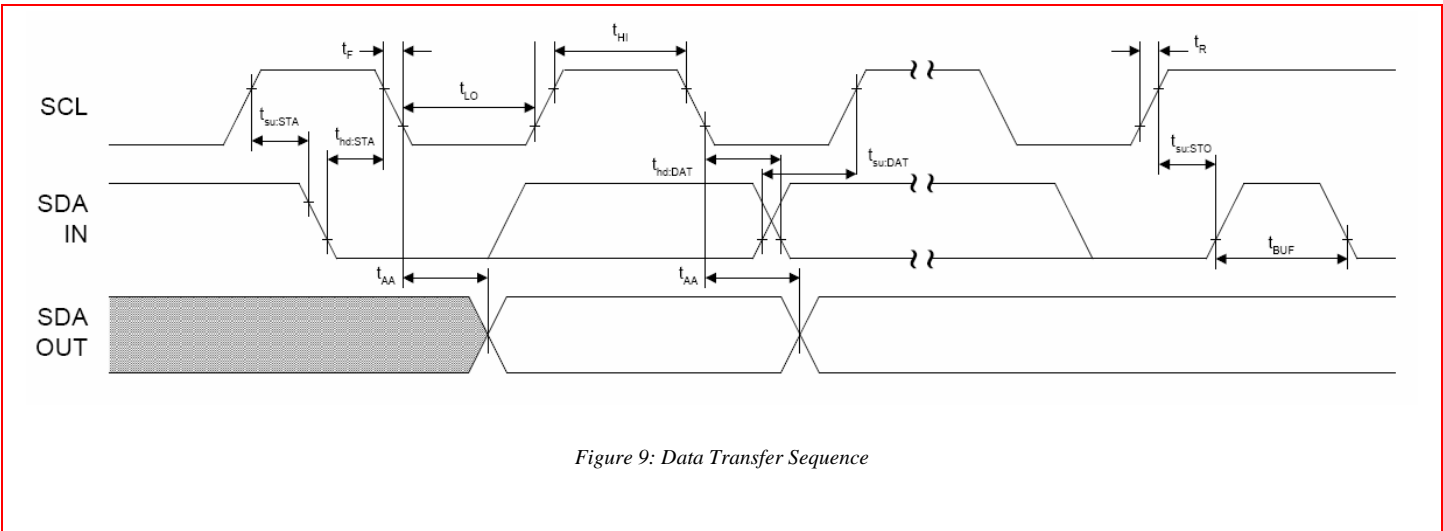 t_HI
t_F
t_R
t_LO
SCL
t_su:STA
t_hd:STA
t_su:STO
t_hd:DAT
t_su:DAT
SDA
IN
t_BUF
t_AA
t_AA
SDA
OUT
Figure 9: Data Transfer Sequence